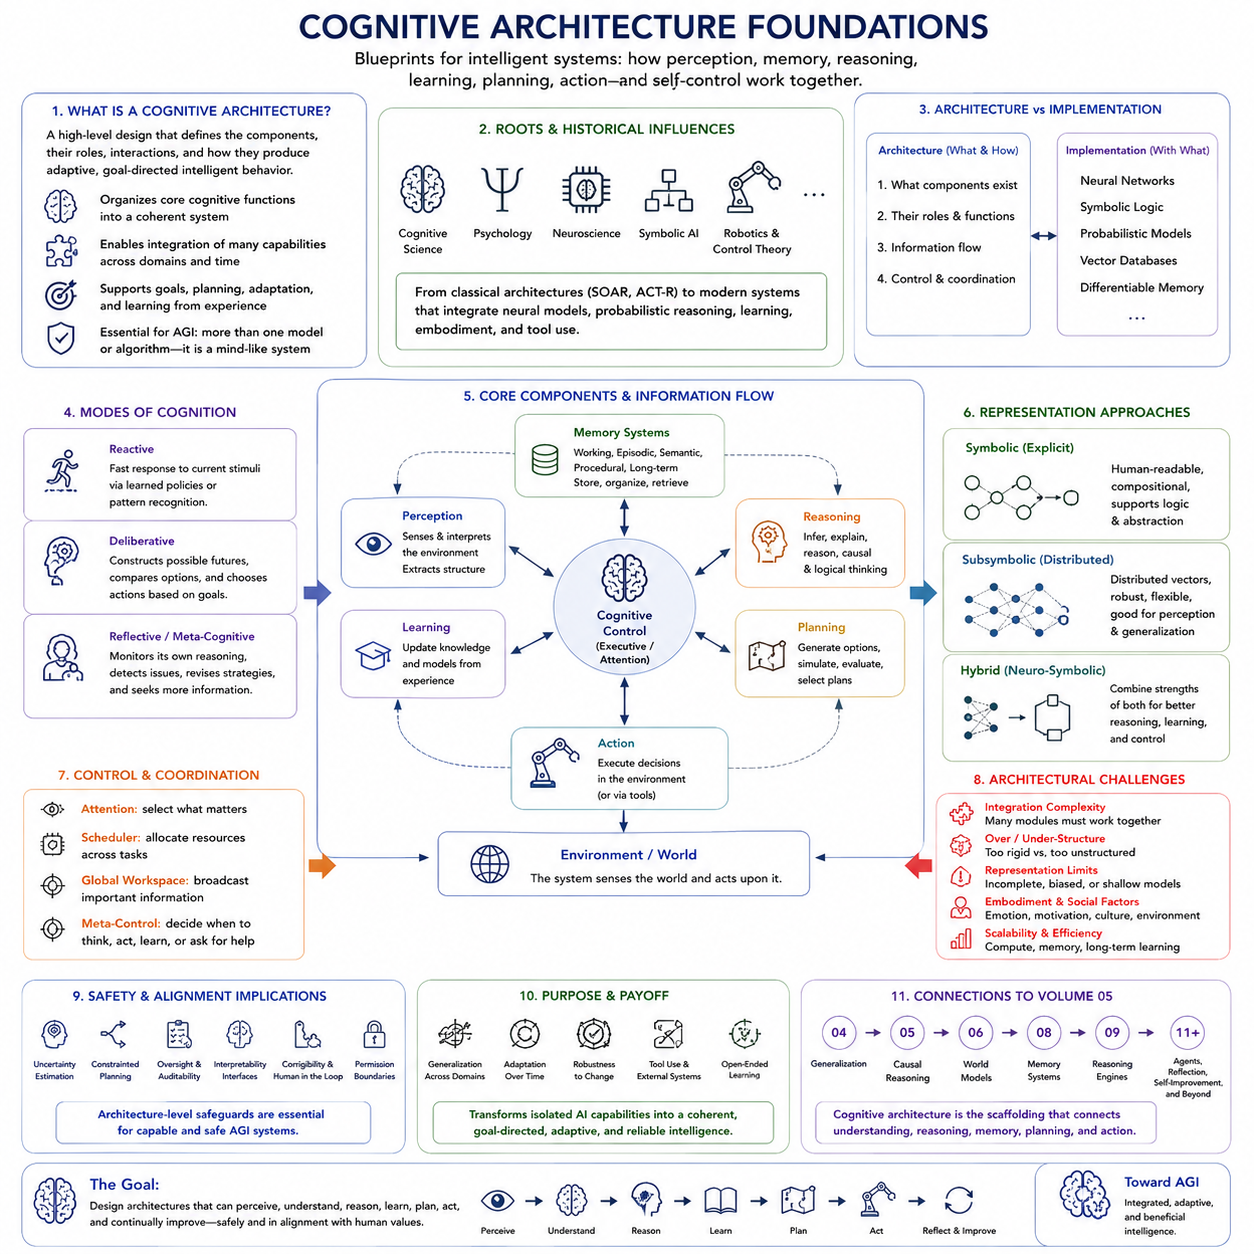 COGNITIVE ARCHITECTURE FOUNDATIONS
Blueprints for intelligent systems: how perception, memory, reasoning,
learning, planning, action—and self-control work together.
1. WHAT IS A COGNITIVE ARCHITECTURE?
A high-level design that defines the components,
their roles, interactions, and how they produce
adaptive, goal-directed intelligent behavior.
Organizes core cognitive functions
into a coherent system
Enables integration of many capabilities
across domains and time
Supports goals, planning, adaptation,
and learning from experience
Essential for AGI: more than one model
or algorithm—it is a mind-like system
2. ROOTS & HISTORICAL INFLUENCES
Cognitive
Science
Psychology
Neuroscience
Symbolic AI
Robotics &
Control Theory
...
From classical architectures (SOAR, ACT-R) to modern systems
that integrate neural models, probabilistic reasoning, learning,
embodiment, and tool use.
3. ARCHITECTURE vs IMPLEMENTATION
Architecture (What & How)
1. What components exist
2. Their roles & functions
3. Information flow
4. Control & coordination
Implementation (With What)
Neural Networks
Symbolic Logic
Probabilistic Models
Vector Databases
Differentiable Memory
...
4. MODES OF COGNITION
Reactive
Fast response to current stimuli
via learned policies or
pattern recognition.
Deliberative
Constructs possible futures,
compares options, and chooses
actions based on goals.
Reflective / Meta-Cognitive
Monitors its own reasoning,
detects issues, revises strategies,
and seeks more information.
5. CORE COMPONENTS & INFORMATION FLOW
Memory Systems
Working, Episodic, Semantic,
Procedural, Long-term
Store, organize, retrieve
Perception
Senses & interprets
the environment
Extracts structure
Reasoning
Infer, explain,
reason, causal
& logical thinking
Cognitive
Control
(Executive /
Attention)
Learning
Update knowledge
and models from
experience
Planning
Generate options,
simulate, evaluate,
select plans
Action
Execute decisions
in the environment
(or via tools)
Environment / World
The system senses the world and acts upon it.
6. REPRESENTATION APPROACHES
Symbolic (Explicit)
Human-readable,
compositional,
supports logic
& abstraction
Subsymbolic (Distributed)
Distributed vectors,
robust, flexible,
good for perception
& generalization
Hybrid (Neuro-Symbolic)
Combine strengths
of both for better
reasoning, learning,
and control
7. CONTROL & COORDINATION
Attention: select what matters
Scheduler: allocate resources
across tasks
Global Workspace: broadcast
important information
Meta-Control: decide when to
think, act, learn, or ask for help
8. ARCHITECTURAL CHALLENGES
Integration Complexity
Many modules must work together
Over / Under-Structure
Too rigid vs, too unstructured
Representation Limits
Incomplete, biased, or shallow models
Embodiment & Social Factors
Emotion, motivation, culture, environment
Scalability & Efficiency
Compute, memory, long-term learning
9. SAFETY & ALIGNMENT IMPLICATIONS
Uncertainty
Estimation
Constrainted
Planning
Oversight &
Auditability
Interpretability
Interfaces
Corrigibility &
Human in the Loop
Permission
Boundaries
Architecture-level safeguards are essential
for capable and safe AGI systems.
10. PURPOSE & PAYOFF
Generalization
Across Domains
Adaptation
Over Time
Robustness
to Change
Tool Use &
External Systems
Open-Ended
Learning
Transforms isolated AI capabilities into a coherent,
goal-directed, adaptive, and reliable intelligence.
11. CONNECTIONS TO VOLUME 05
04
05
06
08
09
11+
Generalization
Causal
Reasoning
World
Models
Memory
Systems
Reasoning
Engines
Agents,
Reflection,
Self-Improvement,
and Beyond
Cognitive architecture is the scaffolding that connects
understanding, reasoning, memory, planning, and action.
The Goal:
Design architectures that can perceive, understand, reason, learn, plan, act,
and continually improve—safely and in alignment with human values.
Perceive
Understand
Reason
Learn
Plan
Act
Reflect & Improve
Toward AGI
Integrated, adaptive,
and beneficial
intelligence.